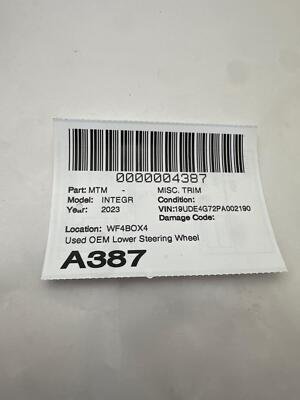 0000004387
Part: MTM - MISC. TRIM
Model: INTEGR Condition:
Year: 2023 VIN:19UDE4G72PA002190
Damage Code:
Location: WF4BOX4
Used OEM Lower Steering Wheel
A387